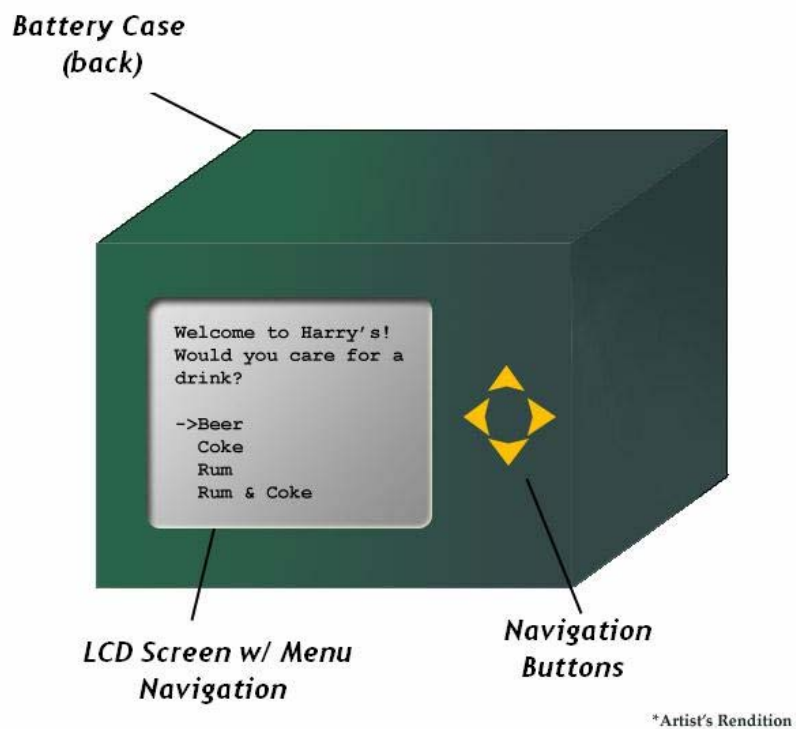 Battery Case
(back)
Welcome to Harry's!
Would you care for a
drink?
->Beer
Coke
Rum
Rum & Coke
LCD Screen w/ Menu
Navigation
Navigation
Buttons
*Artist's Rendition